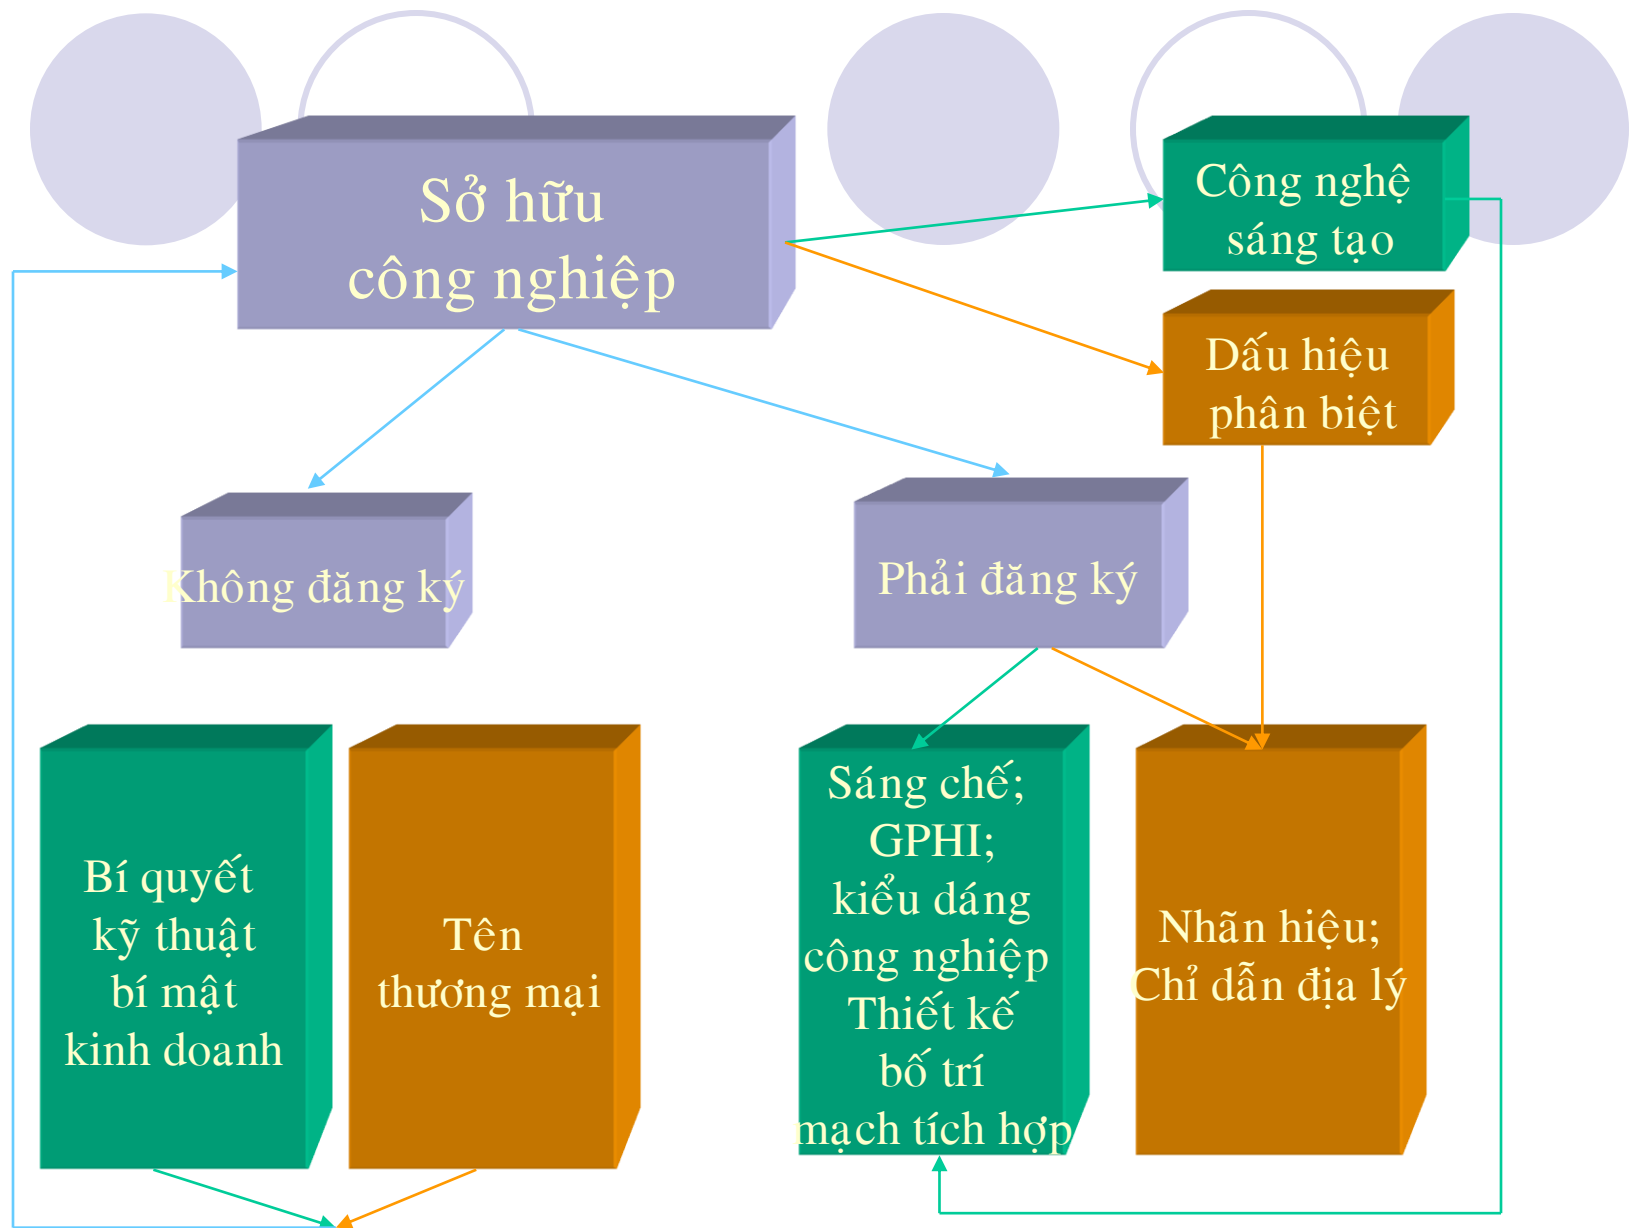 Sở hữu
công nghiệp
Công nghệ
sáng tạo
Dấu hiệu
phân biệt
Không đăng ký
Phải đăng ký
Bí quyết
kỹ thuật
bí mật
kinh doanh
Tên
thương mại
Sáng chế;
GPHI;
kiểu dáng
công nghiệp
Thiết kế
bố trí
mạch tích hợp
Nhãn hiệu;
Chỉ dẫn địa lý